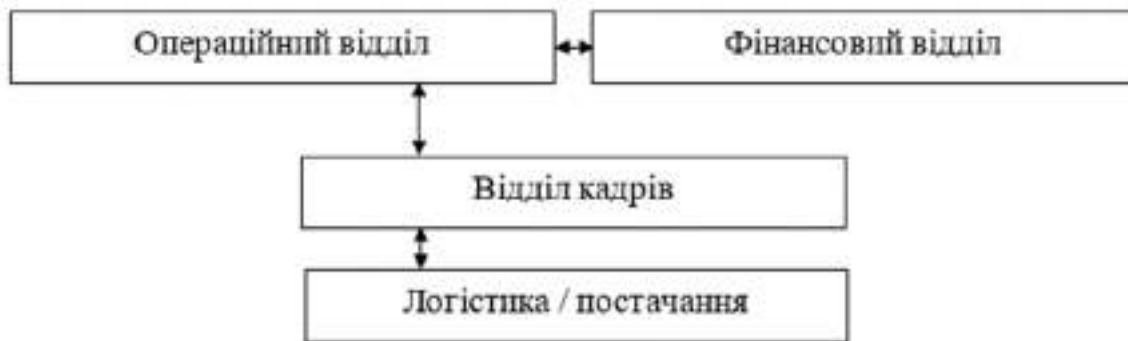 Операційний відділ
Фінансовий відділ
Відділ кадрів
Логістика / постачання